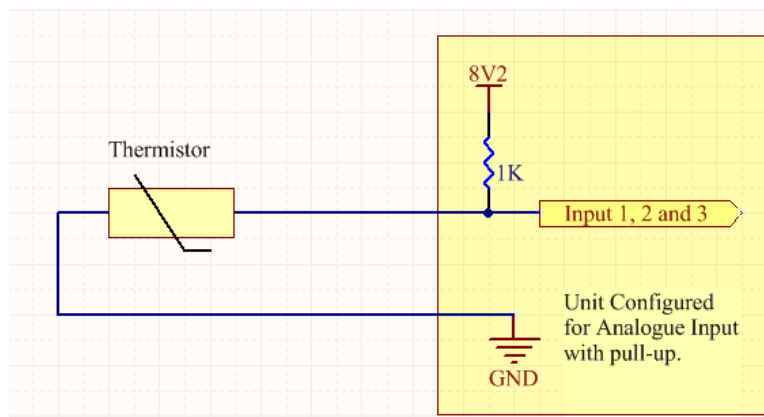 8V2
Thermistor
1K
Input 1, 2 and 3
Unit Configured
for Analogue Input
with pull-up.
GND